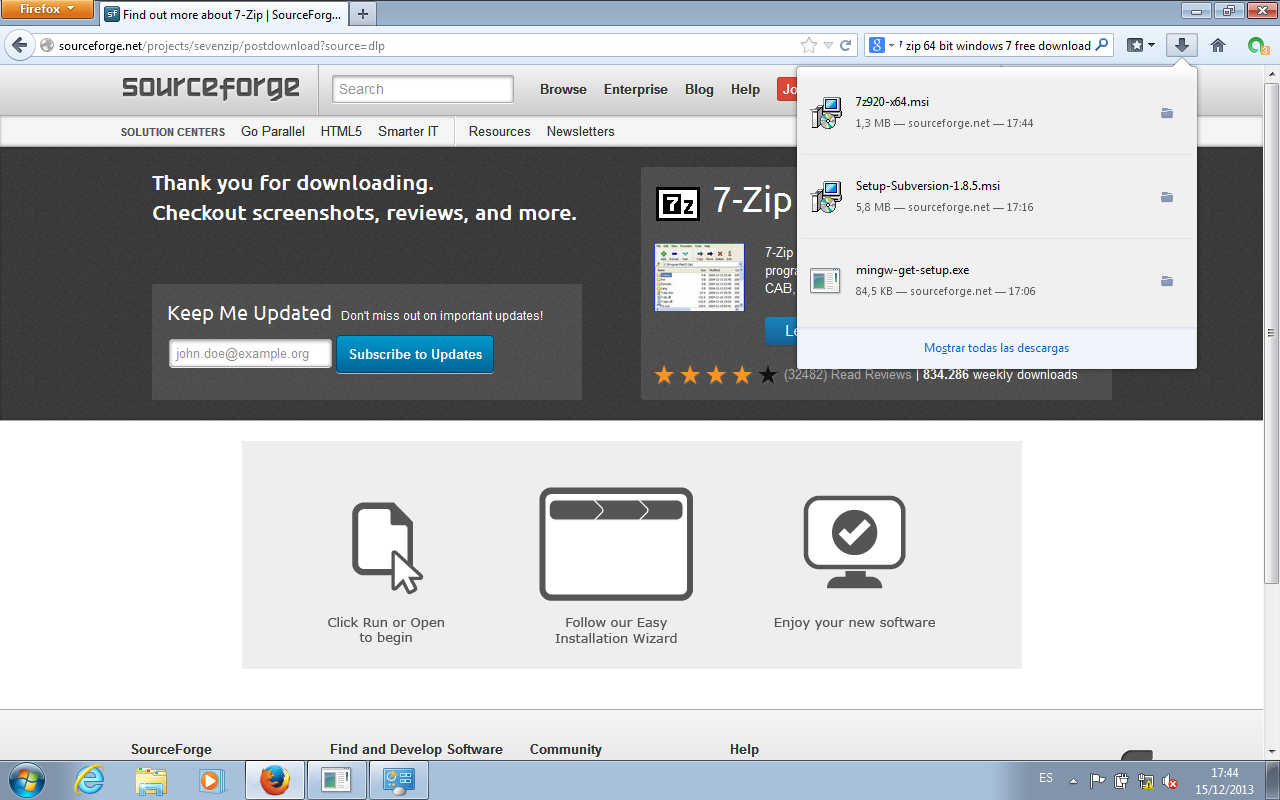 Firefox
Find out more about 7-Zip | SourceForg...
sourceforge.net/projects/sevenzip/postdownload?source=dlp
zip 64 bit windows 7 free download
sourceforge
Search
Browse
Enterprise
Blog
Help
Jo
SOLUTION CENTERS
Go Parallel
HTML5
Smarter IT
Resources
Newsletters
7z920-x64.msi
1,3 MB — sourceforge.net — 17:44
Setup-Subversion-1.8.5.msi
5,8 MB — sourceforge.net — 17:16
mingw-get-setup.exe
84,5 KB — sourceforge.net — 17:06
Mostrar todas las descargas
Thank you for downloading.
Checkout screenshots, reviews, and more.
7z
7-Zip
7-Zip
progra
CAB,
Le
Keep Me Updated
Don't miss out on important updates!
john.doe@example.org
Subscribe to Updates
(32482) Read Reviews | 834.286 weekly downloads
Click Run or Open
to begin
Follow our Easy
Installation Wizard
Enjoy your new software
SourceForge
Find and Develop Software
Community
Help
ES
17:44
15/12/2013